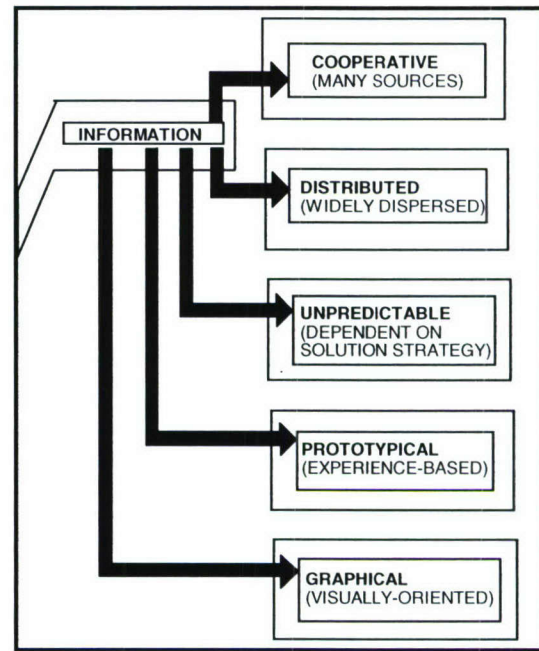 COOPERATIVE
(MANY SOURCES)
INFORMATION
DISTRIBUTED
(WIDELY DISPERSED)
UNPREDICTABLE
(DEPENDENT ON
SOLUTION STRATEGY)
PROTOTYPICAL
(EXPERIENCE-BASED)
GRAPHICAL
(VISUALLY-ORIENTED)